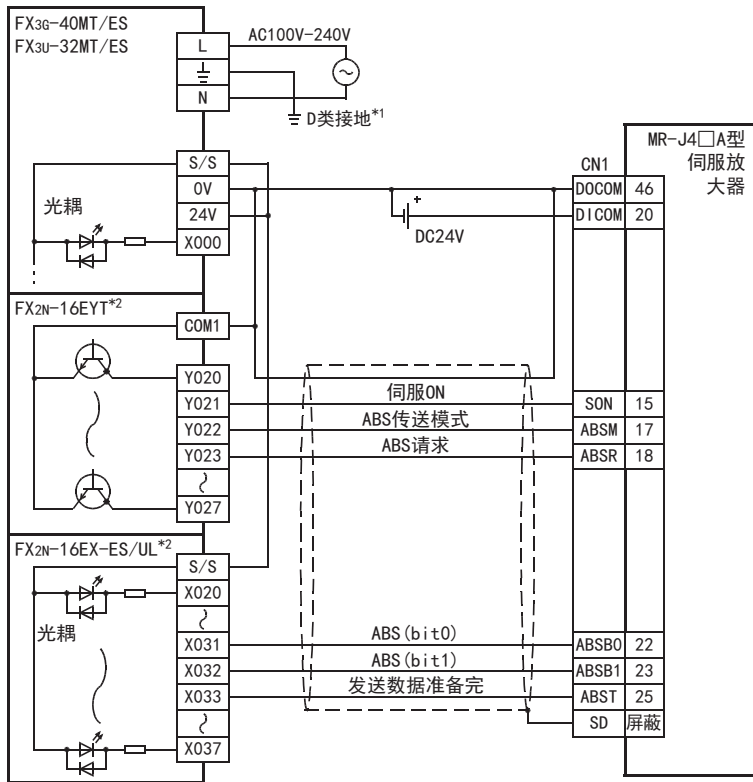 FX3G-40MT/ES
FX3U-32MT/ES
L
N
AC100V-240V
D类接地*1
S/S
0V
24V
X000
光耦
DC24V
+
CN1
MR-J4□A型
伺服放
大器
DOCOM 46
DICOM 20
FX2N-16EYT*2
COM1
Y020
Y021 伺服ON SON 15
Y022 ABS传送模式 ABSM 17
Y023 ABS请求 ABSR 18
Y027
FX2N-16EX-ES/UL*2
S/S
X020
光耦
X031 ABS(bit0) ABSB0 22
X032 ABS(bit1) ABSB1 23
X033 发送数据准备完 ABST 25
SD 屏蔽
X037